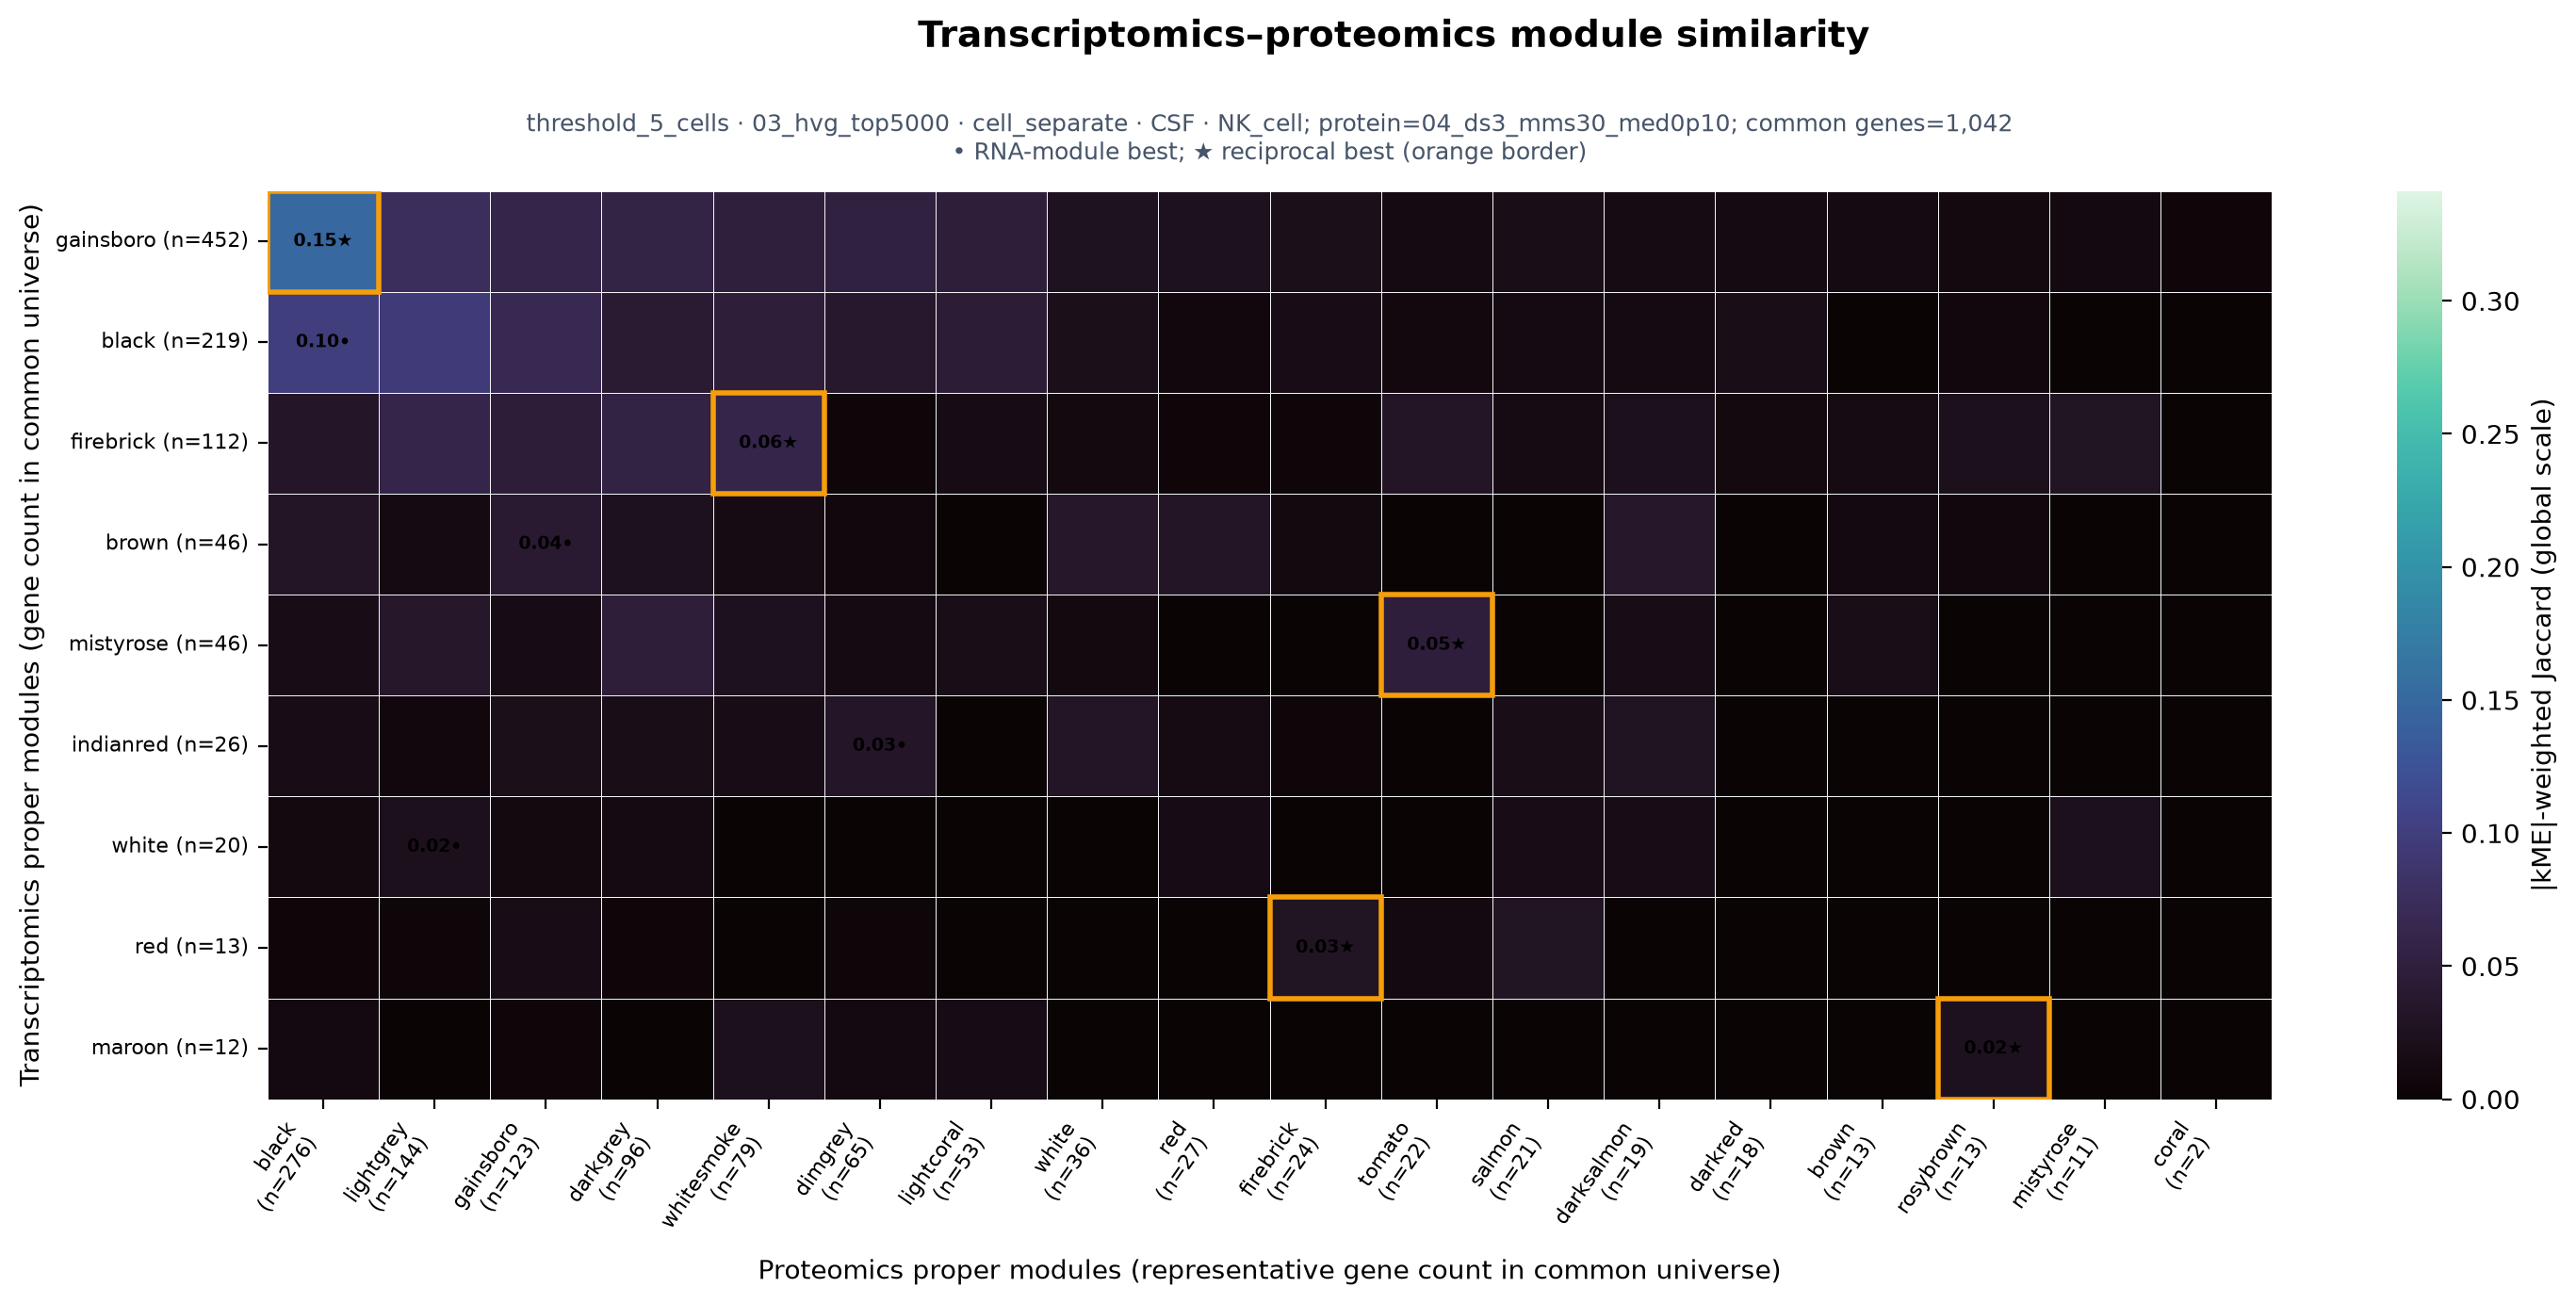 Transcriptomics–proteomics module similarity
threshold_5_cells · 03_hvg_top5000 · cell_separate · CSF · NK_cell; protein=04_ds3_mms30_med0p10; common genes=1,042
• RNA-module best; ★ reciprocal best (orange border)
Transcriptomics proper modules (gene count in common universe)
gainsboro (n=452)
black (n=219)
firebrick (n=112)
brown (n=46)
mistyrose (n=46)
indianred (n=26)
white (n=20)
red (n=13)
maroon (n=12)
0.15★
0.10•
0.06★
0.04•
0.05★
0.03•
0.02•
0.03★
0.02★
black
(n=276)
lightgrey
(n=144)
gainsboro
(n=123)
darkgrey
(n=96)
whitesmoke
(n=79)
dimgrey
(n=65)
lightcoral
(n=53)
white
(n=36)
red
(n=27)
firebrick
(n=24)
tomato
(n=22)
salmon
(n=21)
darksalmon
(n=19)
darkred
(n=18)
brown
(n=13)
rosybrown
(n=13)
mistyrose
(n=11)
coral
(n=2)
Proteomics proper modules (representative gene count in common universe)
0.30
0.25
0.20
0.15
0.10
0.05
0.00
|kME|-weighted Jaccard (global scale)